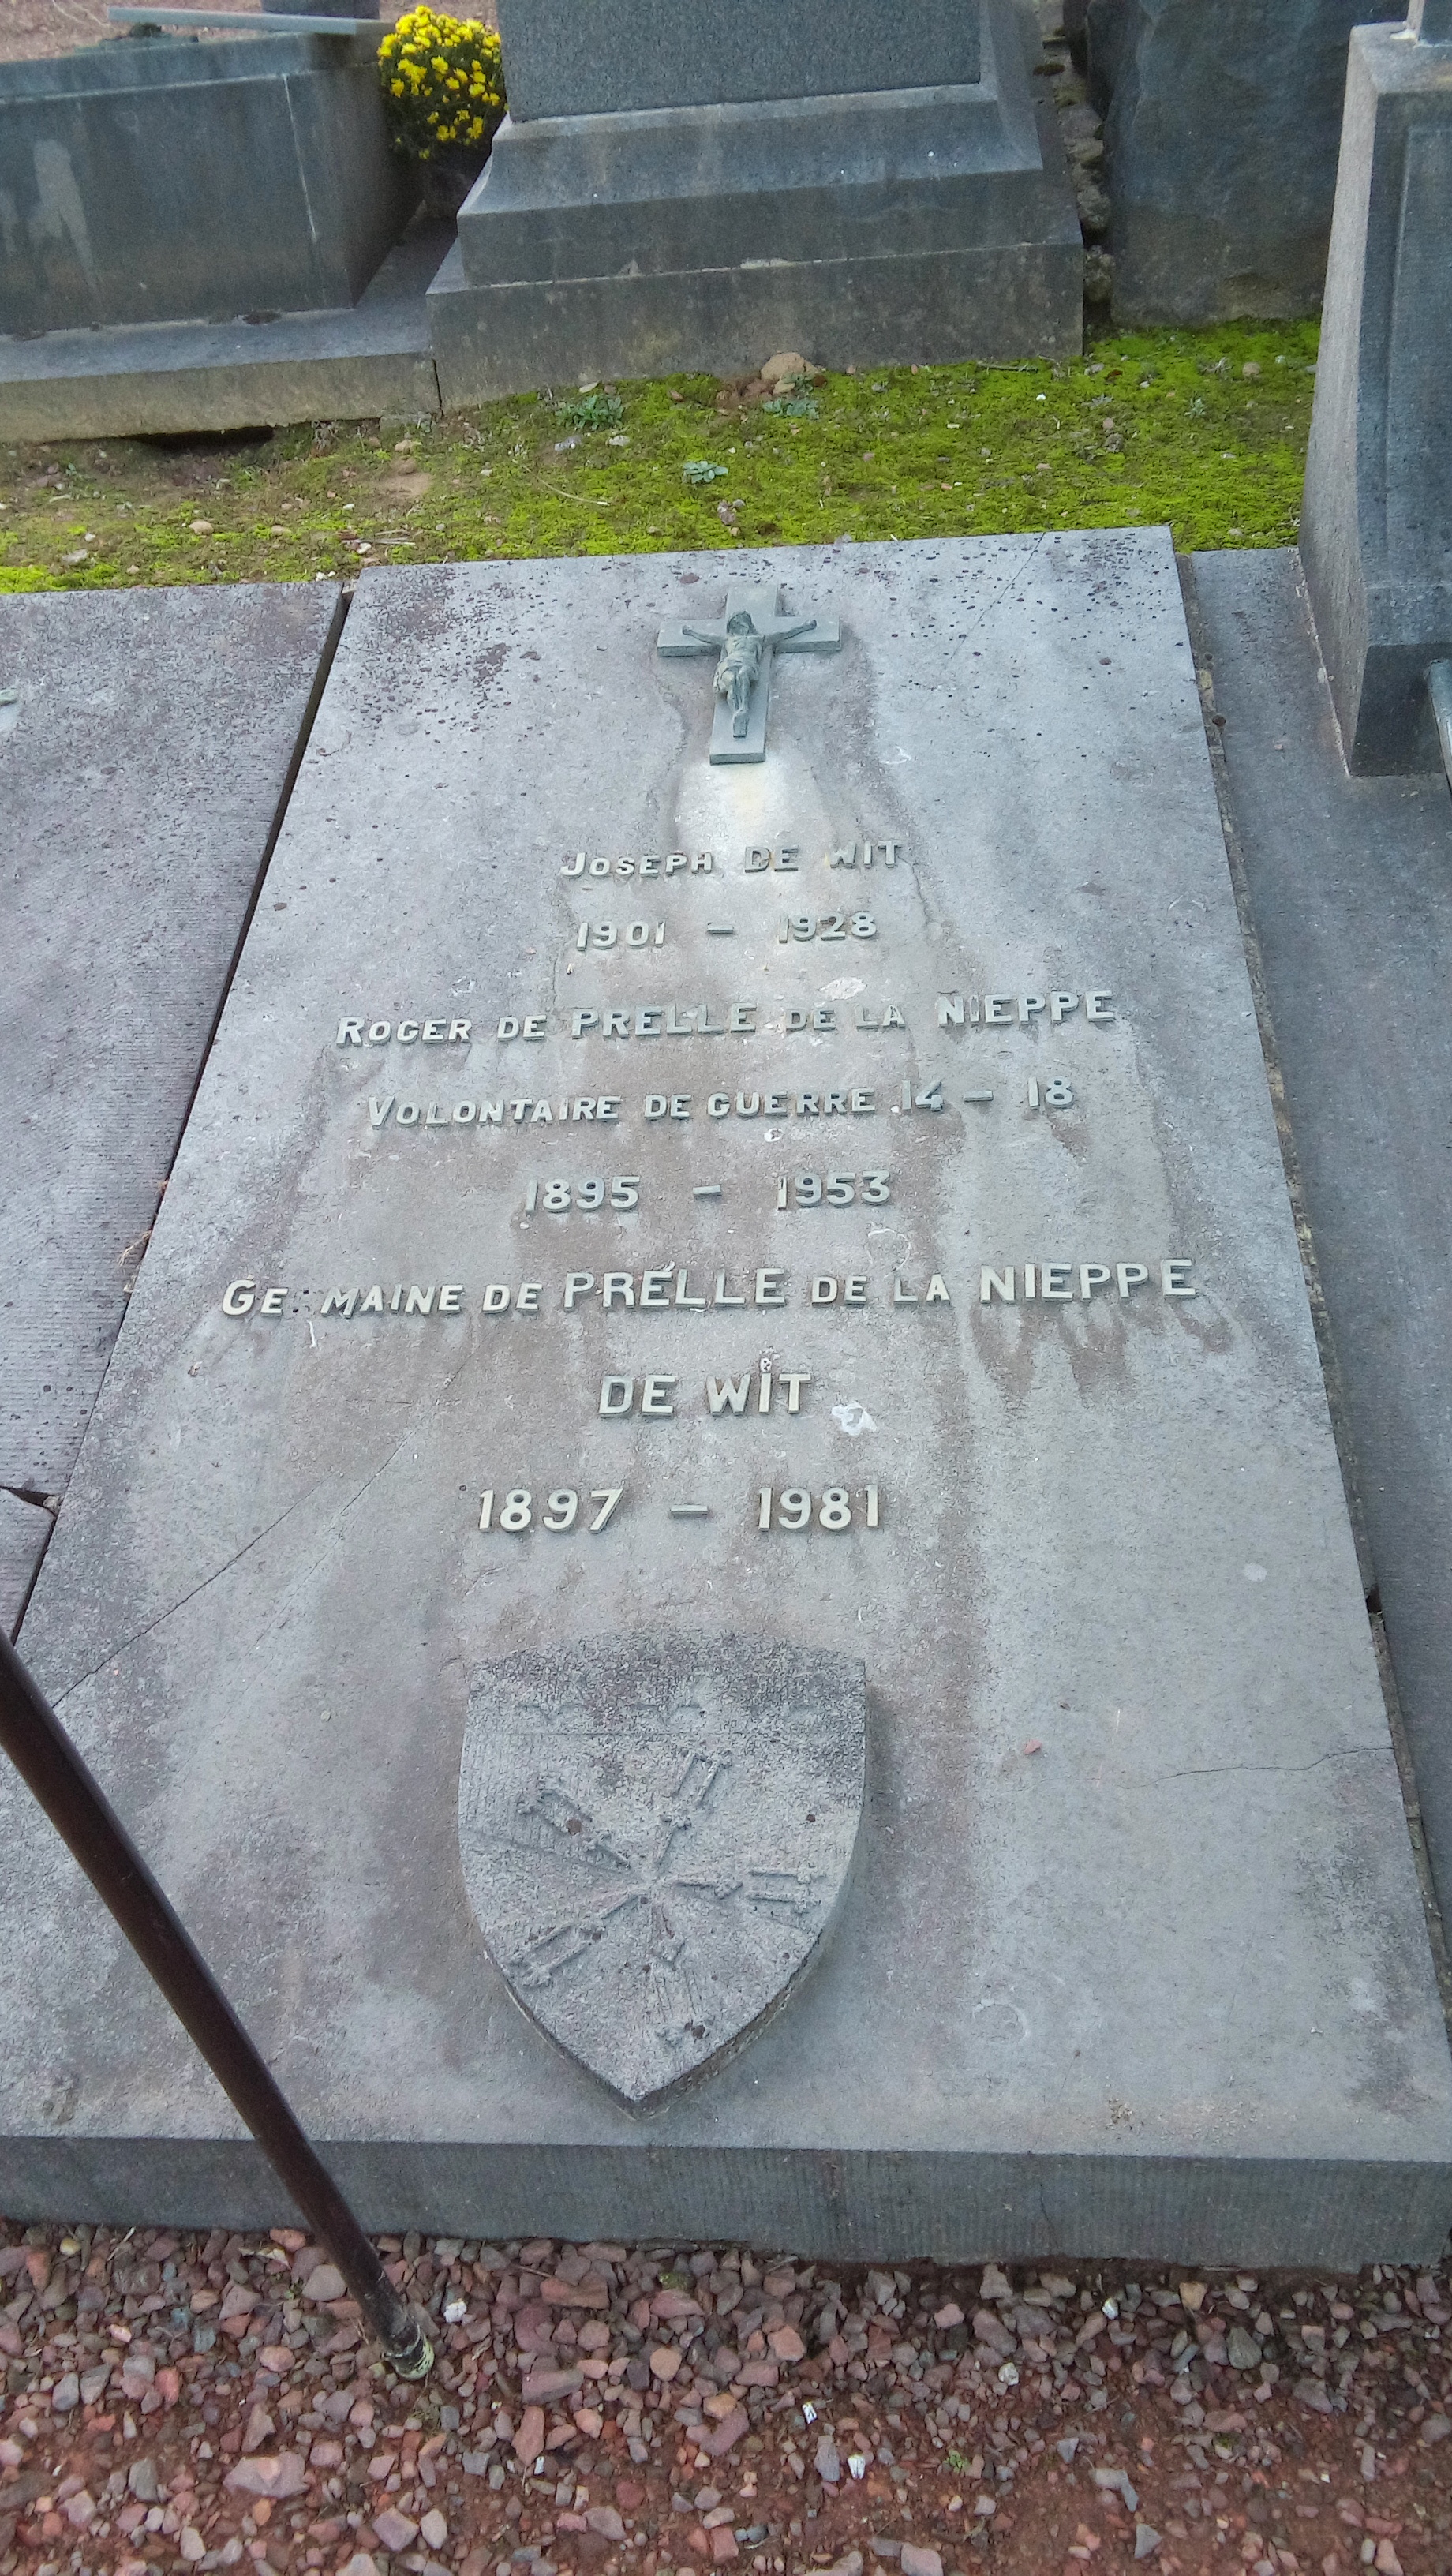 JOSEPH DE WIT
1901 - 1928
ROGER DE PRELLE DE LA NIEPPE
VOLONTAIRE DE GUERRE 14 - 18
1895 - 1953
GE MAINE DE PRELLE DE LA NIEPPE
DE WIT
1897 - 1981